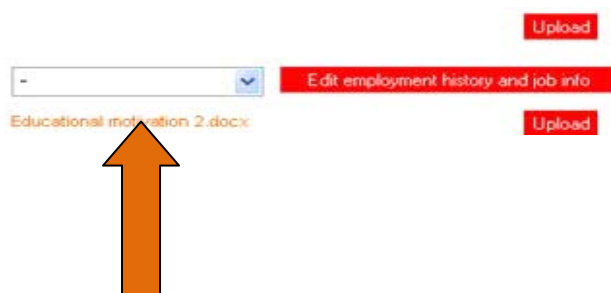 Upload
- Edit employment history and job info
Educational motivation 2.docx Upload